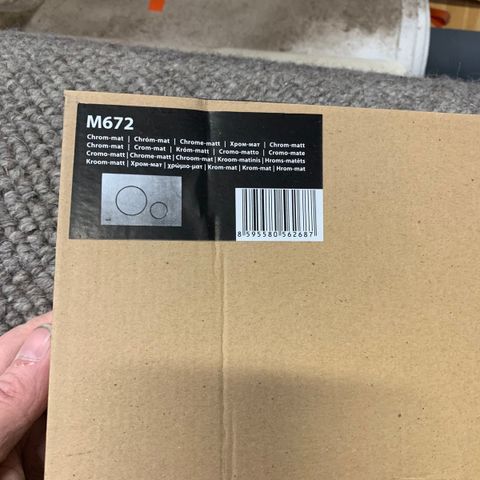 M672
Chrom-mat | Chróm-mat | Chrome-matt | Хром-мат | Chrom-matt
Chrom-mat | Crom-mat | Króm-matt | Cromo-matto | Cromo-mate
Cromo-matt | Chrome-matt | Chroom-mat | Kroom-matinis | Hroms-matēts
Kroom-matt | Хром-мат | χρώμιο-ματ | Krom-mat | Krom-mat | Hrom-mat
8 595580 562687